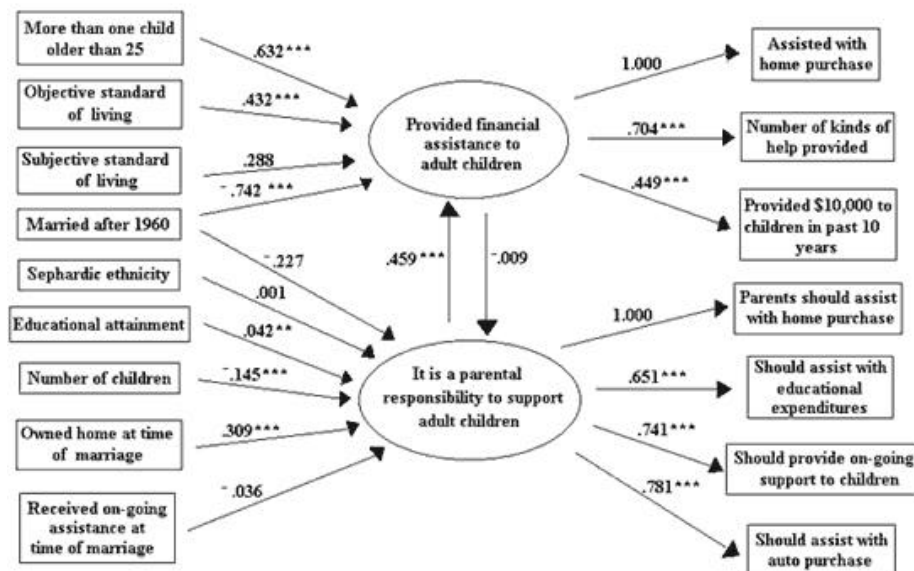 More than one child
older than 25
Objective standard
of living
Subjective standard
of living
Married after 1960
Sephardic ethnicity
Educational attainment
Number of children
Owned home at time
of marriage
Received on-going
assistance at
time of marriage
.632***
.432***
.288
-.742 ***
-.227
.001
.042**
-.145***
.309***
-.036
Provided financial
assistance to
adult children
.459***
-.009
It is a parental
responsibility to support
adult children
1.000
.704***
.449***
1.000
.651***
.741***
.781***
Assisted with
home purchase
Number of kinds of
help provided
Provided $10,000 to
children in past 10
years
Parents should assist
with home purchase
Should assist with
educational
expenditures
Should provide on-going
support to children
Should assist with
auto purchase